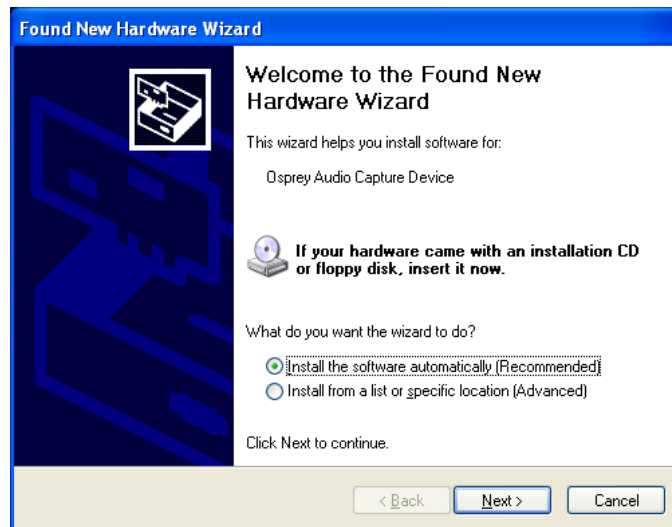 Found New Hardware Wizard
Welcome to the Found New
Hardware Wizard
This wizard helps you install software for:
Osprey Audio Capture Device
If your hardware came with an installation CD
or floppy disk, insert it now.
What do you want the wizard to do?
Install the software automatically (Recommended)
Install from a list or specific location (Advanced)
Click Next to continue.
< Back Next > Cancel